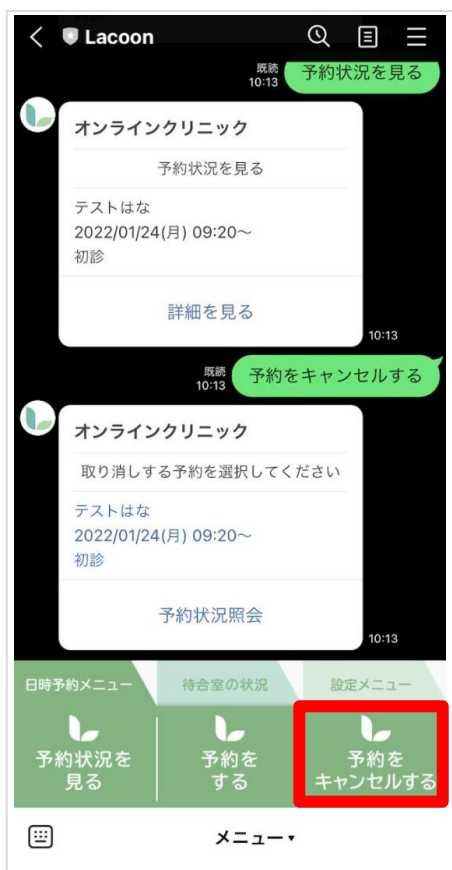 Lacoon
既読
10:13
予約状況を見る
オンラインクリニック
予約状況を見る
テストはな
2022/01/24(月) 09:20〜
初診
詳細を見る
10:13
既読
10:13
予約をキャンセルする
オンラインクリニック
取り消しする予約を選択してください
テストはな
2022/01/24(月) 09:20〜
初診
予約状況照会
10:13
日時予約メニュー
待合室の状況
設定メニュー
予約状況を
見る
予約を
する
予約を
キャンセルする
メニュー▾